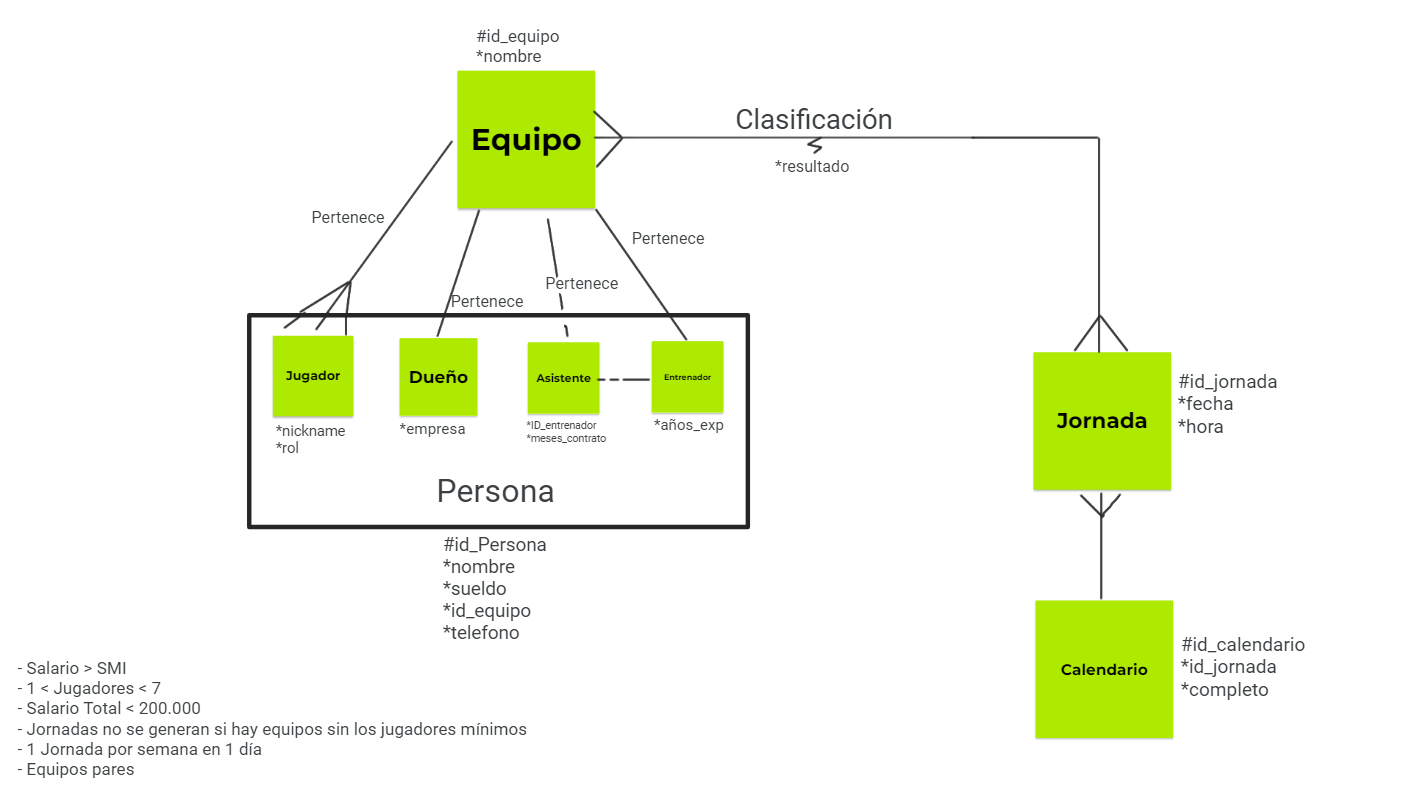 #id_equipo
*nombre
Equipo
Clasificación
*resultado
Pertenece
Pertenece
Pertenece
Pertenece
Jugador
*nickname
*rol
Dueño
*empresa
Asistente
*ID_entrenador
*meses_contrato
Entrenador
*años_exp
Persona
#id_Persona
*nombre
*sueldo
*id_equipo
*telefono
Jornada
#id_jornada
*fecha
*hora
Calendario
#id_calendario
*id_jornada
*completo
- Salario > SMI
- 1 < Jugadores < 7
- Salario Total < 200.000
- Jornadas no se generan si hay equipos sin los jugadores mínimos
- 1 Jornada por semana en 1 día
- Equipos pares